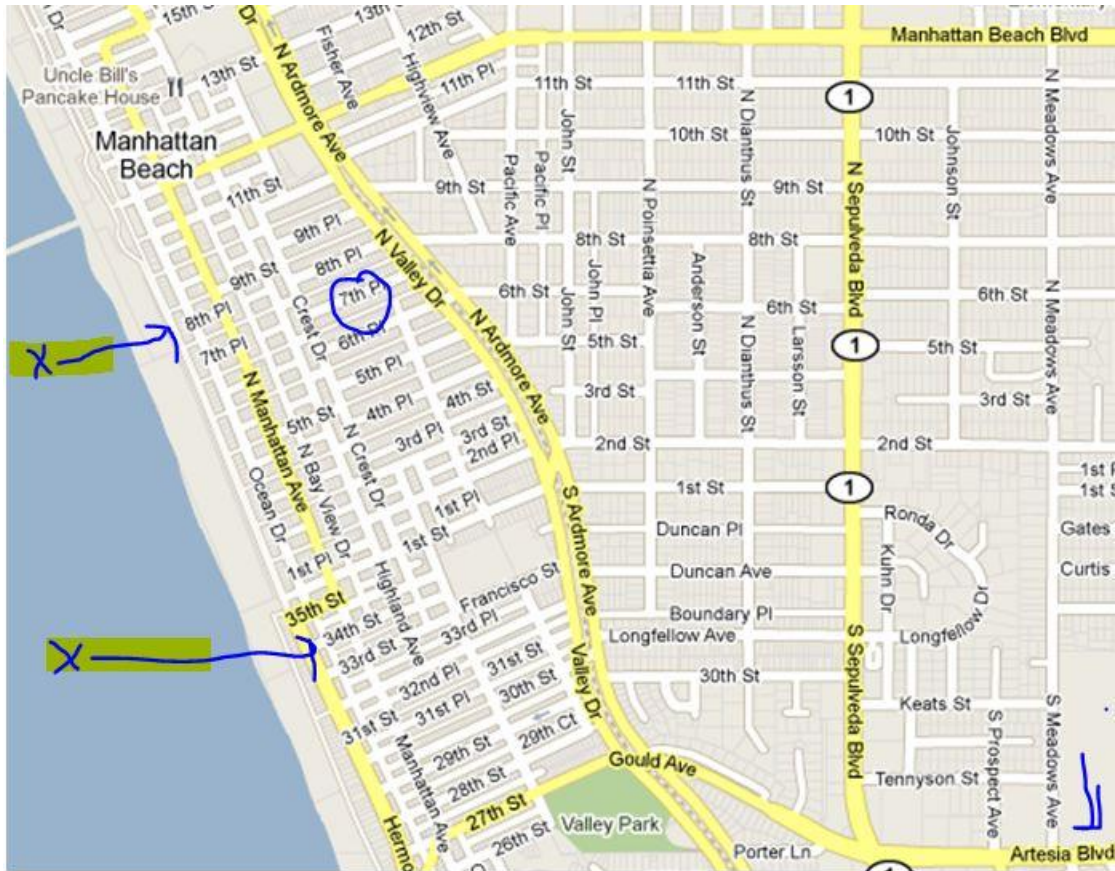 15th St
13th St
12th St
Fisher Ave
Highview Ave
11th Pl
N Ardmore Ave
Manhattan Beach Blvd
Uncle Bill's
Pancake House
13th St
Manhattan
Beach
11th St
11th St
11th St
1
N Meadows Ave
John St
N Dianthus St
10th St
10th St
Johnson St
Pacific Ave
Pacific Pl
9th St
N Poinsettia Ave
9th St
N Sepulveda Blvd
9th Pl
8th Pl
N Valley Dr
8th St
8th St
Anderson St
9th St
7th P
6th St
John Pl
John St
6th St
6th St
N Meadows Ave
8th Pl
Crest Dr
6th Pl
N Ardmore Ave
5th St
N Dianthus St
Larsson St
1
5th St
X
7th Pl
5th Pl
4th St
3rd St
3rd St
N Manhattan Ave
4th Pl
5th St
N Crest Dr
3rd Pl
3rd St
2nd Pl
2nd St
2nd St
N Bay View Dr
Ocean Dr
1st Pl
1st St
1st St
1
S Ardmore Ave
Ronda Dr
Duncan Pl
Gates
Kuhn Dr
1st Pl
Highland Ave
Francisco St
Duncan Ave
Curtis
35th St
34th St
33rd Pl
Boundary Pl
Longfellow Ave
Longfellow Dr
X
33rd St
32nd Pl
31st St
Valley Dr
30th St
S Sepulveda Blvd
Keats St
31st St
31st Pl
30th St
29th Ct
Manhattan Ave
29th St
28th St
27th St
26th St
Gould Ave
Valley Park
Tennyson St
S Prospect Ave
S Meadows Ave
Porter Ln
1
Artesia Blvd